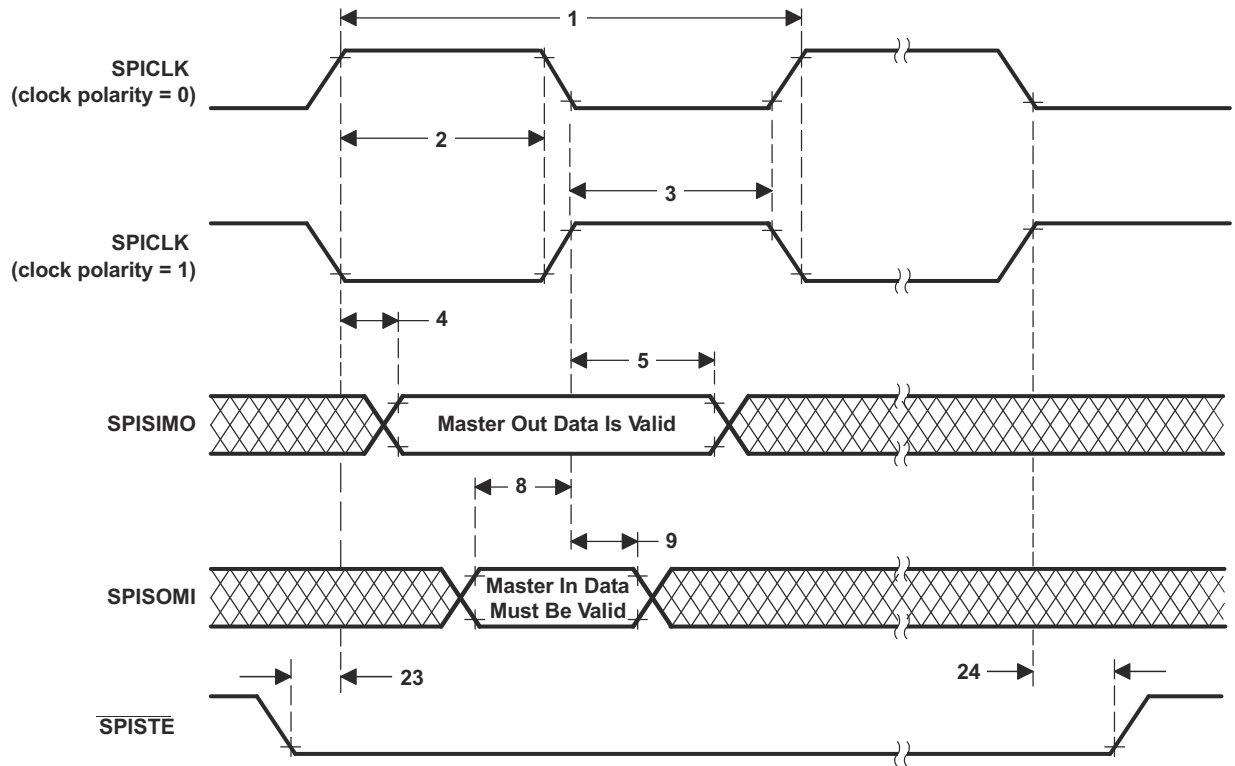 1
SPICLK
(clock polarity = 0)
2
3
SPICLK
(clock polarity = 1)
4
5
SPISIMO
Master Out Data Is Valid
8
9
SPISOMI
Master In Data
Must Be Valid
23
24
SPISTE